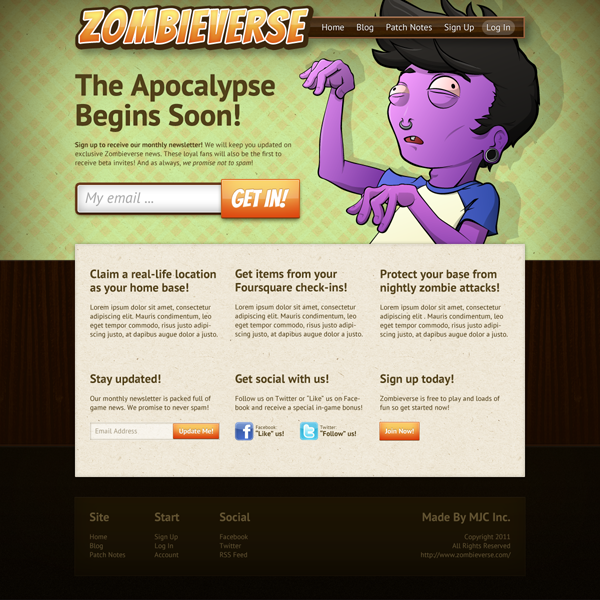 ZOMBIEVERSE
Home Blog Patch Notes Sign Up Log In
The Apocalypse
Begins Soon!
Sign up to receive our monthly newsletter! We will keep you updated on
exclusive Zombieverse news. These loyal fans will also be the first to
receive beta invites! And as always, we promise not to spam!
My email ...
GET IN!
Claim a real-life location
as your home base!
Lorem ipsum dolor sit amet, consectetur
adipiscing elit. Mauris condimentum, leo
eget tempor commodo, risus justo adipi-
scing justo, at dapibus augue dolor a justo.
Get items from your
Foursquare check-ins!
Lorem ipsum dolor sit amet, consectetur
adipiscing elit. Mauris condimentum, leo
eget tempor commodo, risus justo adipi-
scing justo, at dapibus augue dolor a justo.
Protect your base from
nightly zombie attacks!
Lorem ipsum dolor sit amet, consectetur
adipiscing elit . Mauris condimentum, leo
eget tempor commodo, risus justo adipi-
scing justo, at dapibus augue dolor a justo.
Stay updated!
Our monthly newsletter is packed full of
game news. We promise to never spam!
Email Address
Update Me!
Get social with us!
Follow us on Twitter or "Like" us on Face-
book and receive a special in-game bonus!
Facebook
"Like" us!
Twitter
"Follow" us!
Sign up today!
Zombieverse is free to play and loads of
fun so get started now!
Join Now!
Site
Home
Blog
Patch Notes
Start
Sign Up
Log In
Account
Social
Facebook
Twitter
RSS Feed
Made By MJC Inc.
Copyright 2011
All Rights Reserved
http://www.zombieverse.com/